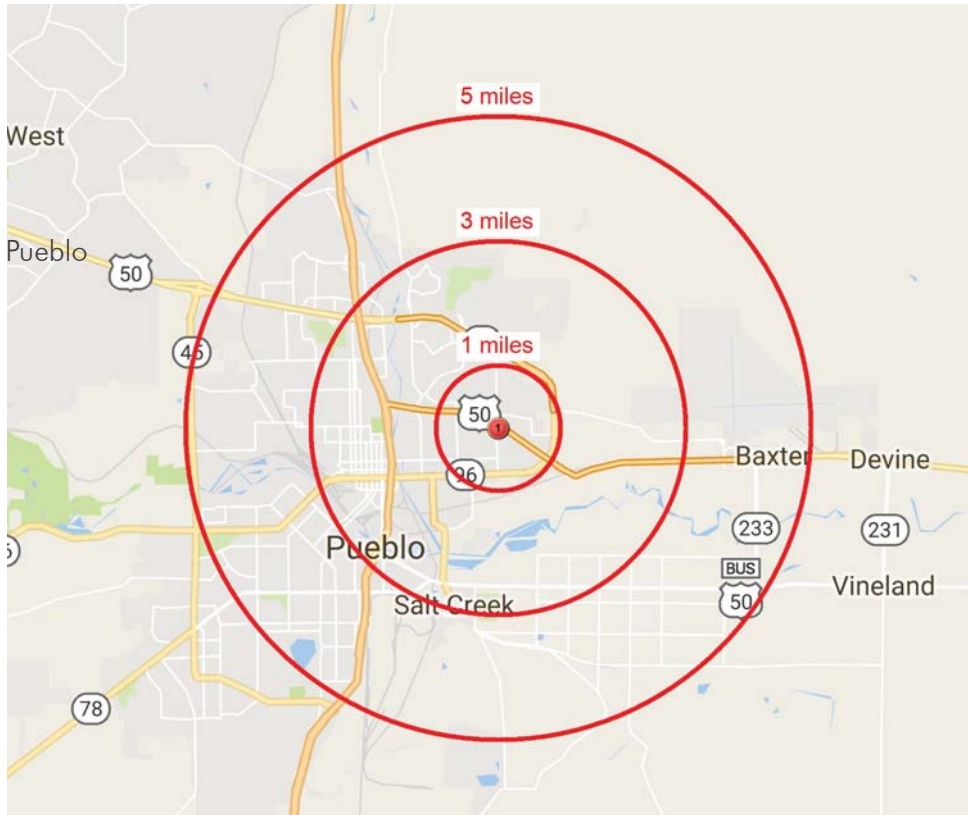 5 miles
West
3 miles
Pueblo
50
1 miles
45
50
1
96
Baxter
Devine
233
231
Pueblo
BUS
50
Vineland
Salt Creek
78